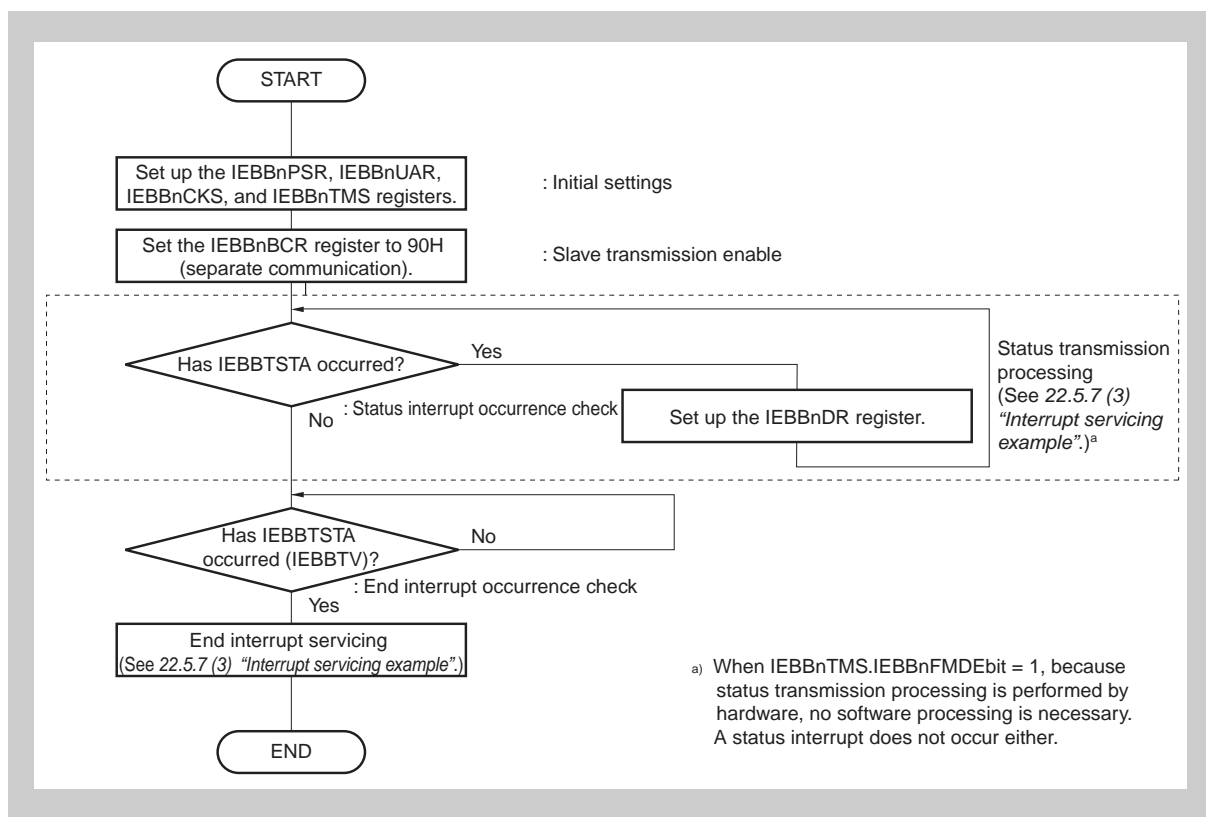 START
Set up the IEBBnPSR, IEBBnUAR,
IEBBnCKS, and IEBBnTMS registers.
: Initial settings
Set the IEBBnBCR register to 90H
(separate communication).
: Slave transmission enable
Has IEBBTSTA occurred?
Yes
No
: Status interrupt occurrence check
Set up the IEBBnDR register.
Status transmission
processing
(See 22.5.7 (3)
“Interrupt servicing
example”.)a
Has IEBBTSTA
occurred (IEBBTV)?
No
: End interrupt occurrence check
Yes
End interrupt servicing
(See 22.5.7 (3) “Interrupt servicing example”.)
END
a) When IEBBnTMS.IEBBnFMDEbit = 1, because
status transmission processing is performed by
hardware, no software processing is necessary.
A status interrupt does not occur either.